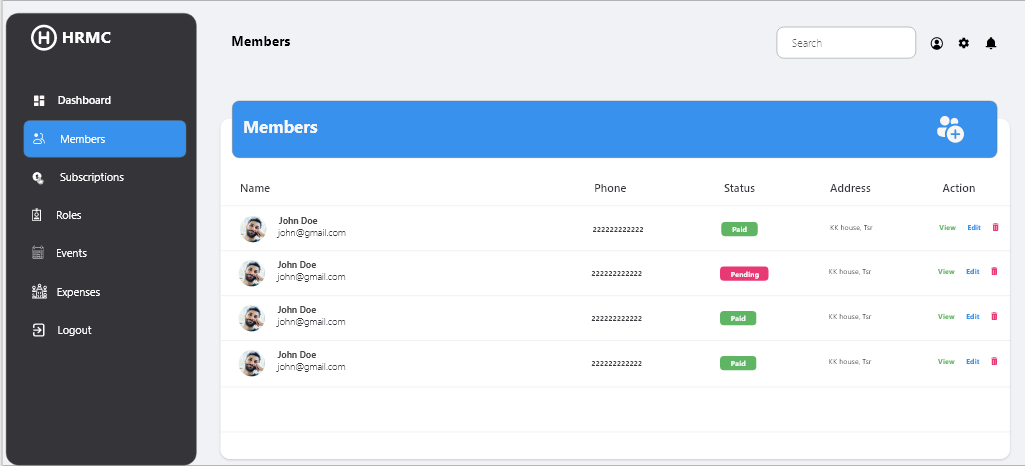 HRMC
Dashboard
Members
Subscriptions
Roles
Events
Expenses
Logout
Members
Search
Members
Name Phone Status Address Action
John Doe
john@gmail.com
222222222222 Paid KK house, Tsr View Edit
John Doe
john@gmail.com
222222222222 Pending KK house, Tsr View Edit
John Doe
john@gmail.com
222222222222 Paid KK house, Tsr View Edit
John Doe
john@gmail.com
222222222222 Paid KK house, Tsr View Edit